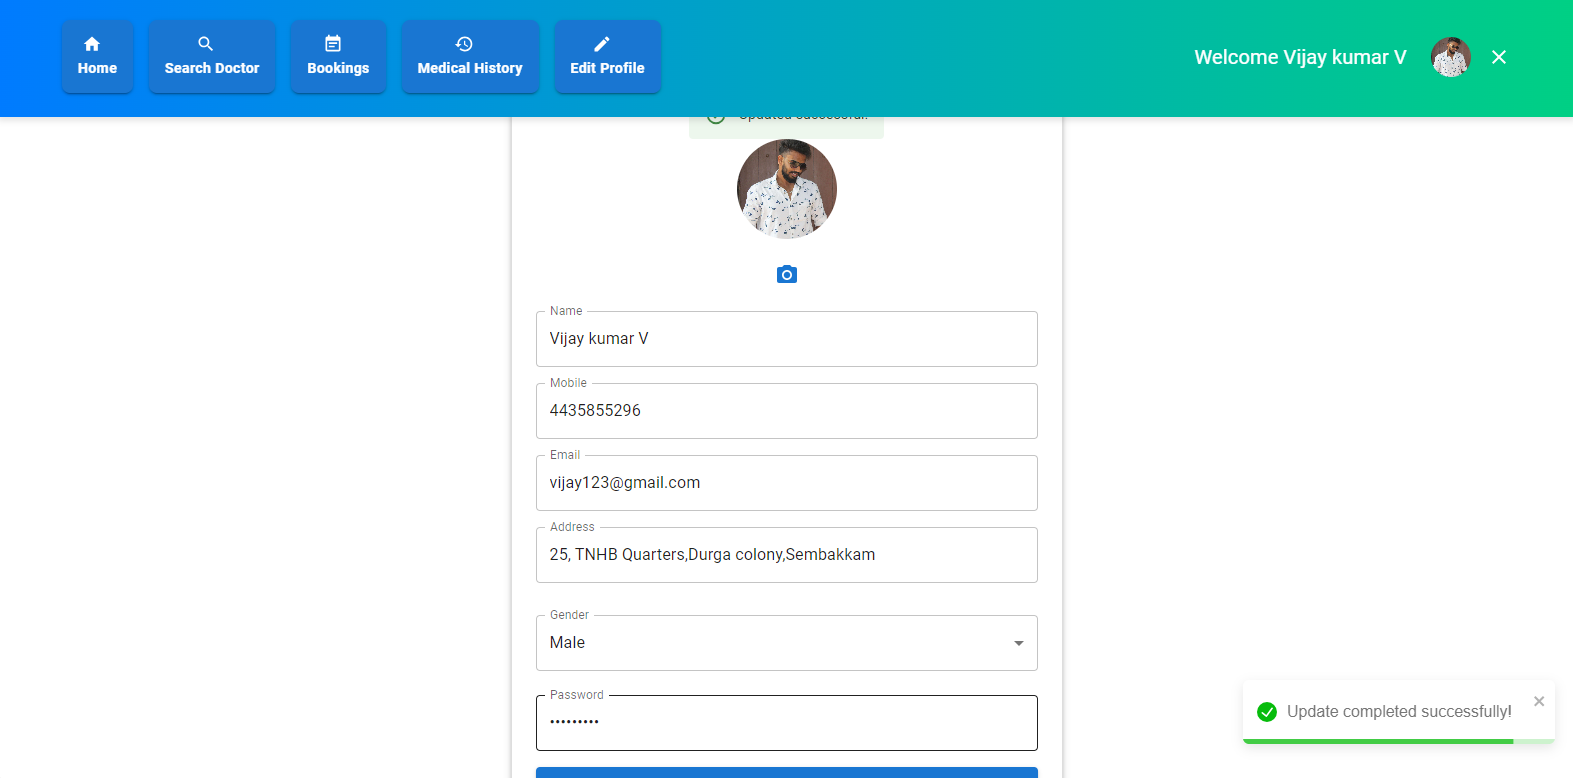 Home
Search Doctor
Bookings
Medical History
Edit Profile
Welcome Vijay kumar V
Name
Vijay kumar V
Mobile
4435855296
Email
vijay123@gmail.com
Address
25, TNHB Quarters,Durga colony,Sembakkam
Gender
Male
Password
•••••••••
Update completed successfully!